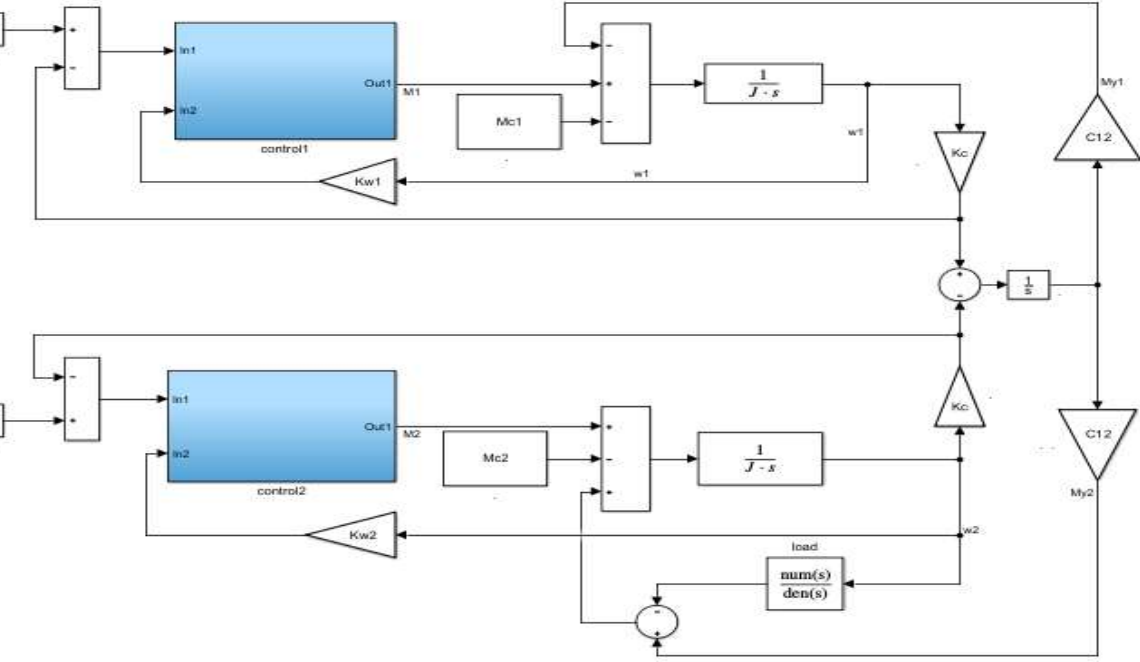 +
-
In1
In2
Out1
control1
M1
Mc1
-
+
-
1
J · s
w1
w1
Kw1
Kc
My1
C12
+
-
1
s
-
+
In1
In2
Out1
control2
M2
Mc2
+
-
+
1
J · s
Kc
C12
My2
Kw2
w2
load
num(s)
den(s)
-
+